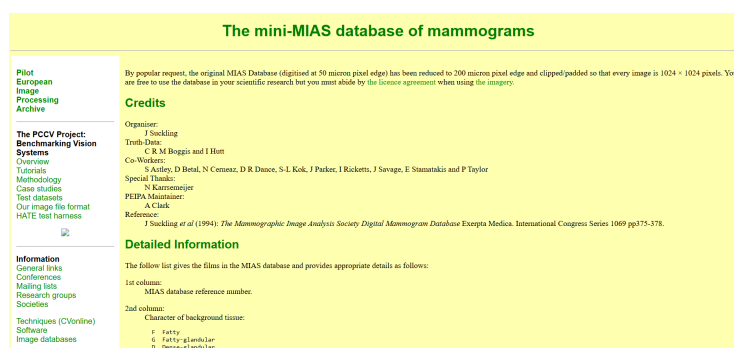 The mini-MIAS database of mammograms
Pilot
European
Image
Processing
Archive
The PCCV Project:
Benchmarking Vision
Systems
Overview
Tutorials
Methodology
Case studies
Test datasets
Our image file format
HATE test harness
Information
General links
Conferences
Mailing lists
Research groups
Societies
Techniques (CVonline)
Software
Image databases
By popular request, the original MIAS Database (digitised at 50 micron pixel edge) has been reduced to 200 micron pixel edge and clipped/padded so that every image is 1024 × 1024 pixels. You
are free to use the database in your scientific research but you must abide by the licence agreement when using the imagery.
Credits
Organiser:
J Suckling
Truth-Data:
C R M Boggis and I Hutt
Co-Workers:
S Astley, D Betal, N Cerneaz, D R Dance, S-L Kok, J Parker, I Ricketts, J Savage, E Stamatakis and P Taylor
Special Thanks:
N Karrsemeijer
PEIPA Maintainer:
A Clark
Reference:
J Suckling et al (1994): The Mammographic Image Analysis Society Digital Mammogram Database Exerpta Medica. International Congress Series 1069 pp375-378.
Detailed Information
The follow list gives the films in the MIAS database and provides appropriate details as follows:
1st column:
MIAS database reference number.
2nd column:
Character of background tissue:
F Fatty
G Fatty-glandular
D Dense-glandular